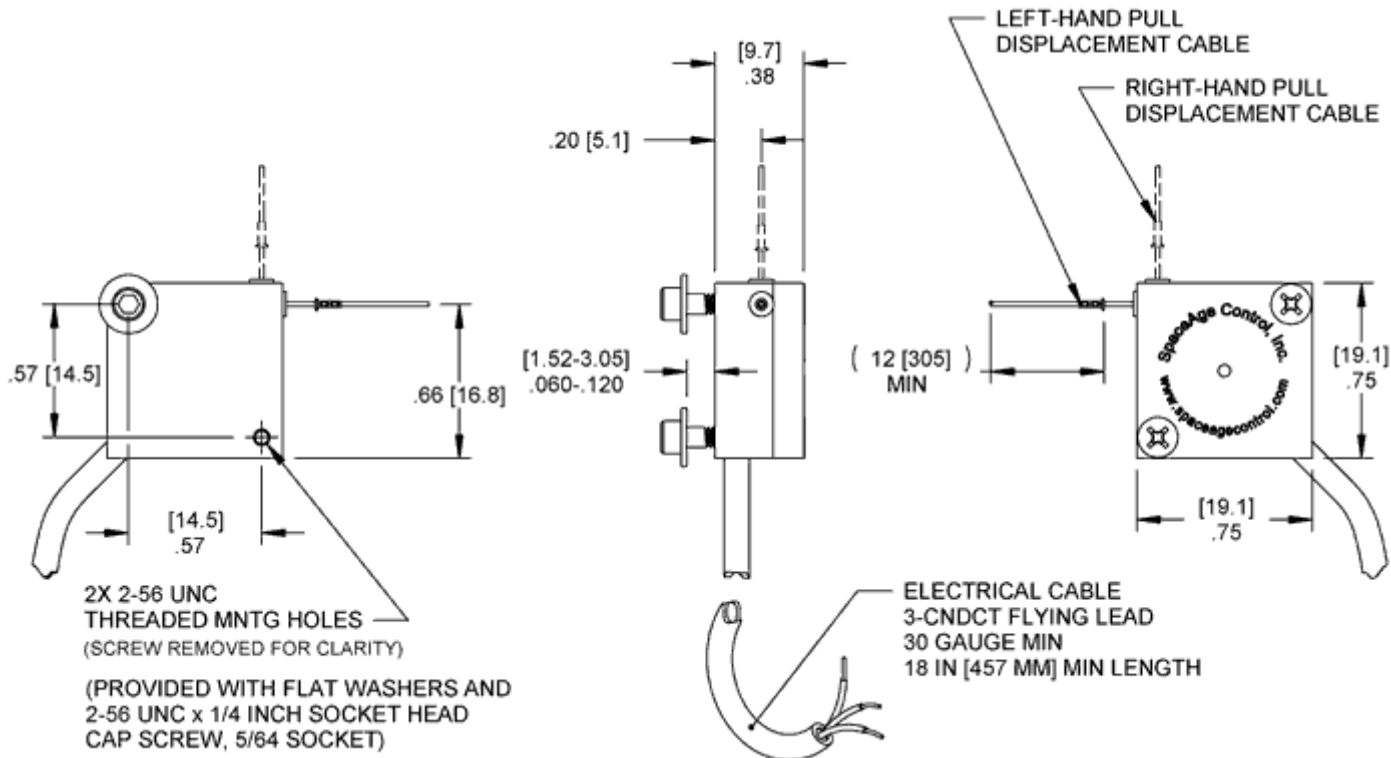 LEFT-HAND PULL
DISPLACEMENT CABLE
RIGHT-HAND PULL
DISPLACEMENT CABLE
[9.7]
.38
.20 [5.1]
.57 [14.5]
.66 [16.8]
[14.5]
.57
[1.52-3.05]
.060-.120
( 12 [305] )
MIN
SpaceAge Control, Inc.
www.spaceagecontrol.com
[19.1]
.75
[19.1]
.75
2X 2-56 UNC
THREADED MNTG HOLES
(SCREW REMOVED FOR CLARITY)
(PROVIDED WITH FLAT WASHERS AND
2-56 UNC x 1/4 INCH SOCKET HEAD
CAP SCREW, 5/64 SOCKET)
ELECTRICAL CABLE
3-CNDCT FLYING LEAD
30 GAUGE MIN
18 IN [457 MM] MIN LENGTH